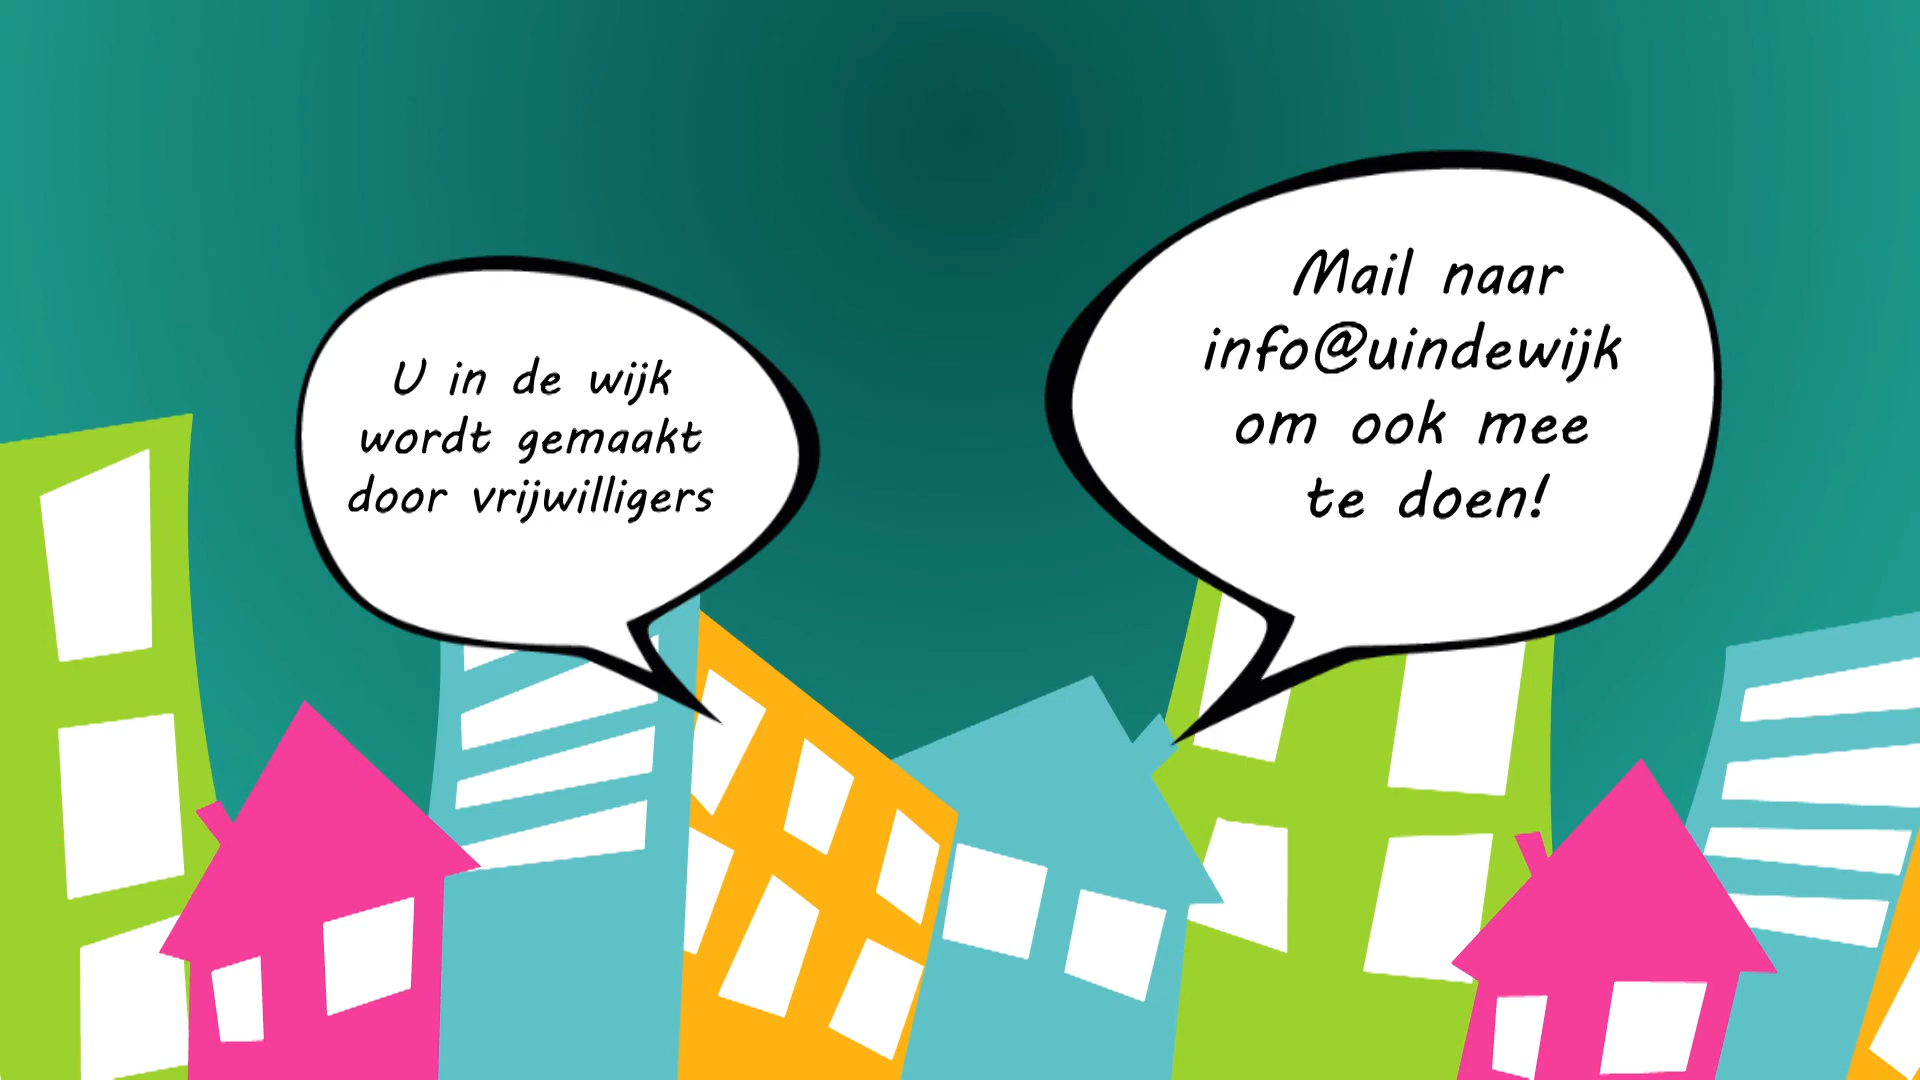 U in de wijk
wordt gemaakt
door vrijwilligers
Mail naar
info@uindewijk
om ook mee
te doen!